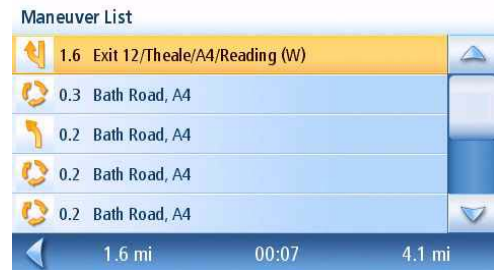 Maneuver List
1.6 Exit 12/Theale/A4/Reading (W)
0.3 Bath Road, A4
0.2 Bath Road, A4
0.2 Bath Road, A4
0.2 Bath Road, A4
1.6 mi 00:07 4.1 mi